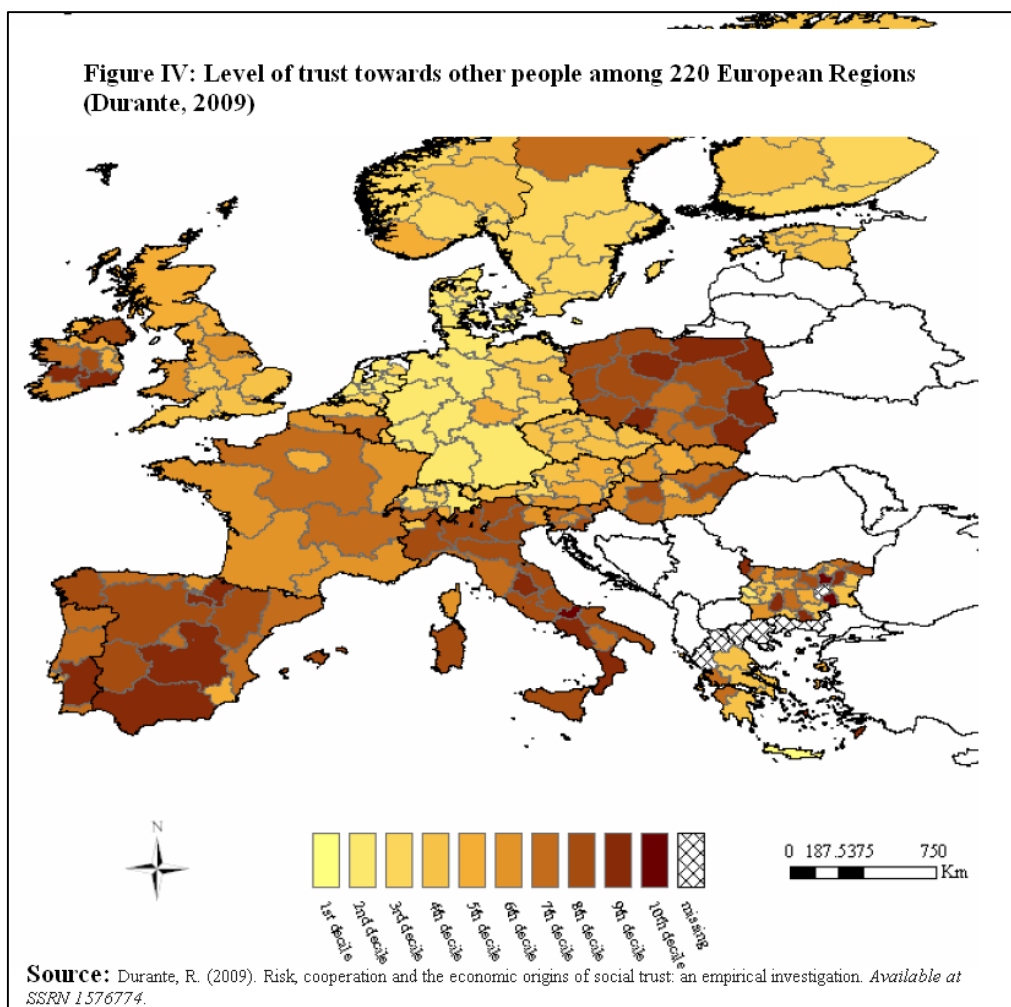 Figure IV: Level of trust towards other people among 220 European Regions
(Durante, 2009)
N
1st decile
2nd decile
3rd decile
4th decile
5th decile
6th decile
7th decile
8th decile
9th decile
10th decile
missing
0 187.5375 750
Km
Source: Durante, R. (2009). Risk, cooperation and the economic origins of social trust: an empirical investigation. Available at
SSRN 1576774.